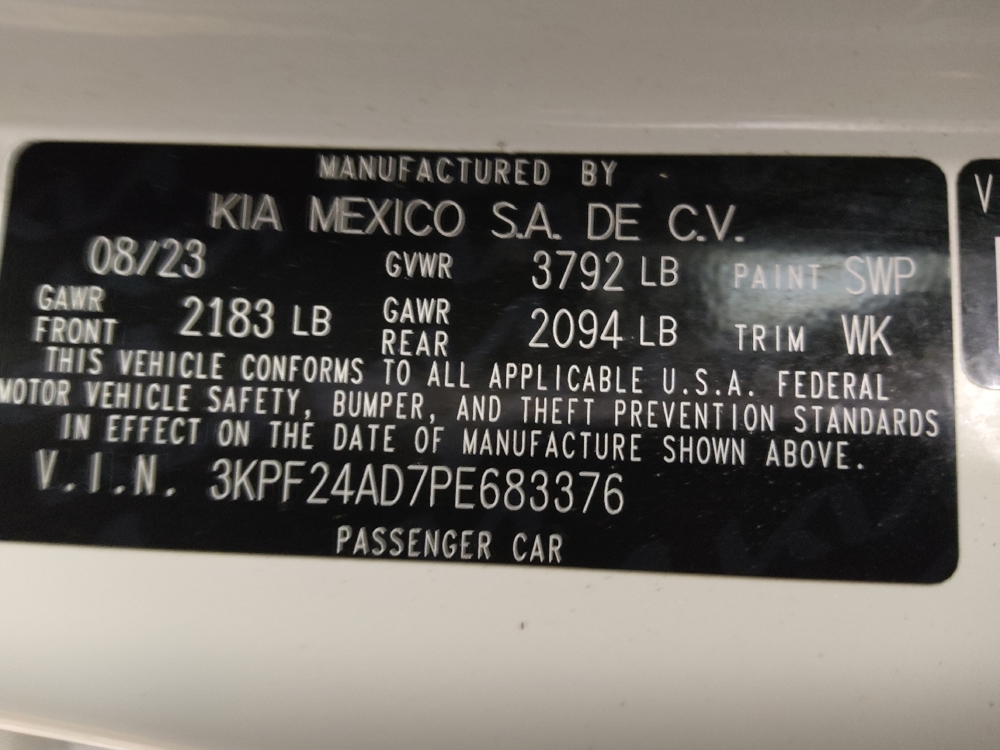 MANUFACTURED BY
KIA MEXICO S.A. DE C.V.
08/23 GVWR 3792 LB PAINT SWP
GAWR FRONT 2183 LB GAWR REAR 2094 LB TRIM WK
THIS VEHICLE CONFORMS TO ALL APPLICABLE U.S.A. FEDERAL
MOTOR VEHICLE SAFETY, BUMPER, AND THEFT PREVENTION STANDARDS
IN EFFECT ON THE DATE OF MANUFACTURE SHOWN ABOVE.
V.I.N. 3KPF24AD7PE683376
PASSENGER CAR
V